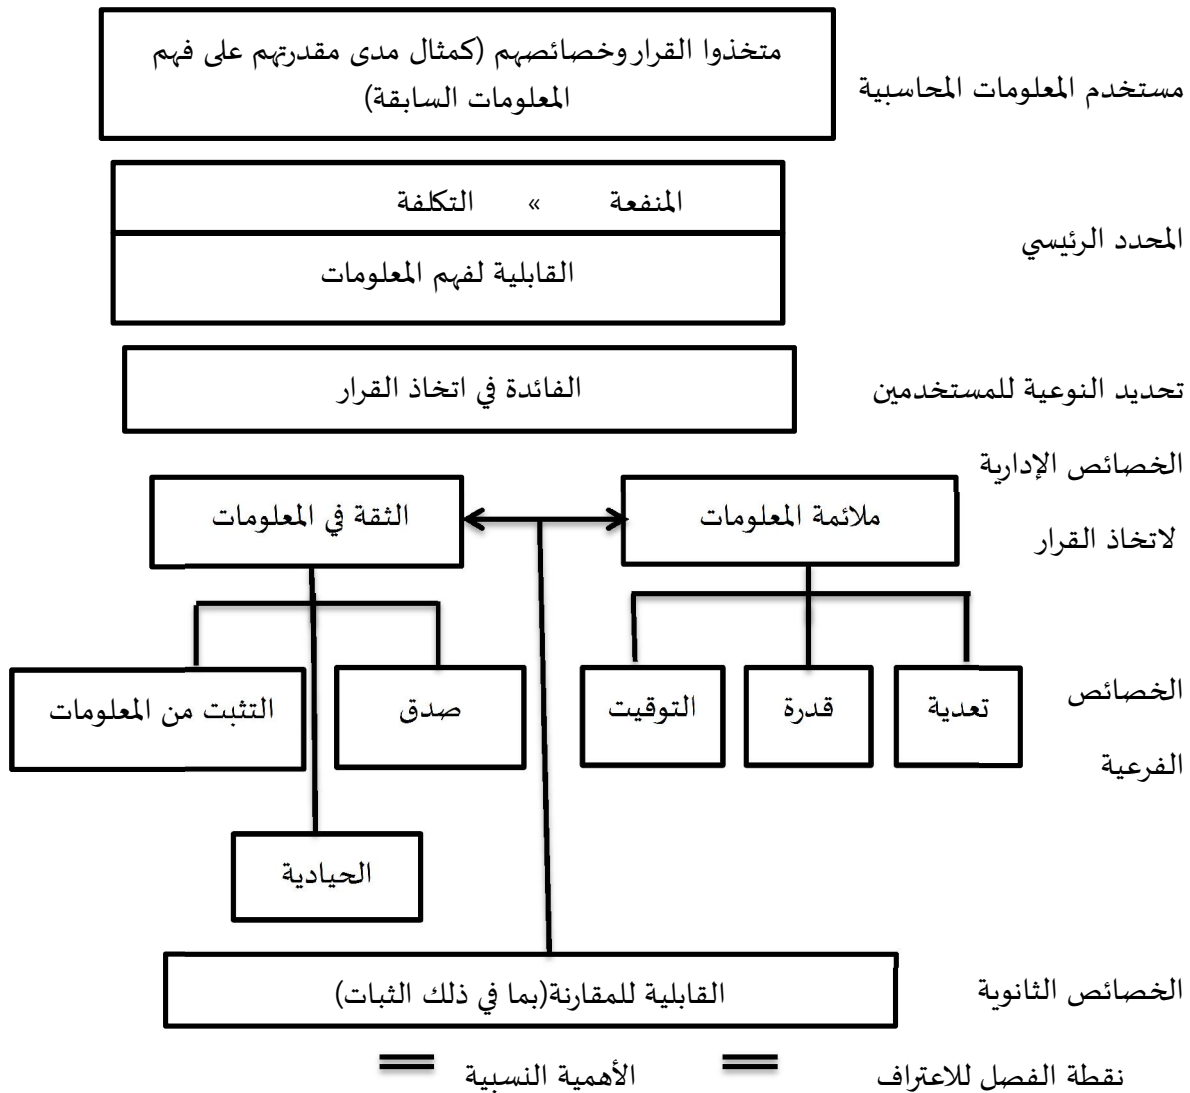 متخذوا القرار وخصائصهم (كمثال مدى مقدرتهم على فهم
المعلومات السابقة)
مستخدم المعلومات المحاسبية
المنفعة » التكلفة
القابلية لفهم المعلومات
المحدد الرئيسي
تحديد النوعية للمستخدمين
الفائدة في اتخاذ القرار
الخصائص الإدارية
لاتخاذ القرار
ملائمة المعلومات
الثقة في المعلومات
الخصائص
الفرعية
تعدية
قدرة
التوقيت
صدق
التثبت من المعلومات
الحيادية
الخصائص الثانوية
القابلية للمقارنة(بما في ذلك الثبات)
نقطة الفصل للاعتراف = الأهمية النسبية =